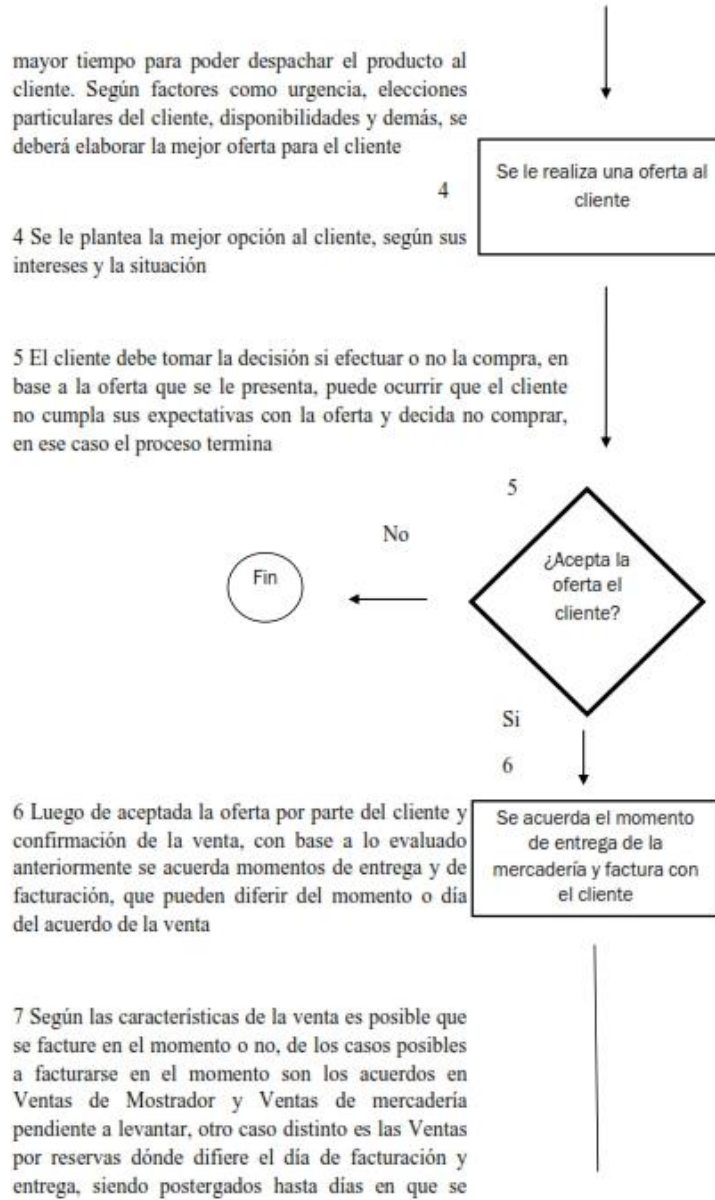 mayor tiempo para poder despachar el producto al
cliente. Según factores como urgencia, elecciones
particulares del cliente, disponibilidades y demás, se
deberá elaborar la mejor oferta para el cliente
4
Se le realiza una oferta al
cliente
4 Se le plantea la mejor opción al cliente, según sus
intereses y la situación
5 El cliente debe tomar la decisión si efectuar o no la compra, en
base a la oferta que se le presenta, puede ocurrir que el cliente
no cumpla sus expectativas con la oferta y decida no comprar,
en ese caso el proceso termina
5
No
Fin
¿Acepta la
oferta el
cliente?
Si
6
6 Luego de aceptada la oferta por parte del cliente y
confirmación de la venta, con base a lo evaluado
anteriormente se acuerda momentos de entrega y de
facturación, que pueden diferir del momento o día
del acuerdo de la venta
Se acuerda el momento
de entrega de la
mercadería y factura con
el cliente
7 Según las características de la venta es posible que
se facture en el momento o no, de los casos posibles
a facturarse en el momento son los acuerdos en
Ventas de Mostrador y Ventas de mercadería
pendiente a levantar, otro caso distinto es las Ventas
por reservas dónde difiere el día de facturación y
entrega, siendo postergados hasta días en que se